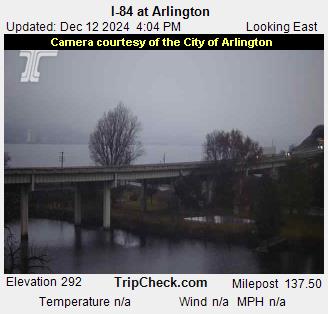 I-84 at Arlington
Updated: Dec 12 2024 4:04 PM Looking East
Camera courtesy of the City of Arlington
Elevation 292 TripCheck.com Milepost 137.50
Temperature n/a Wind n/a MPH n/a